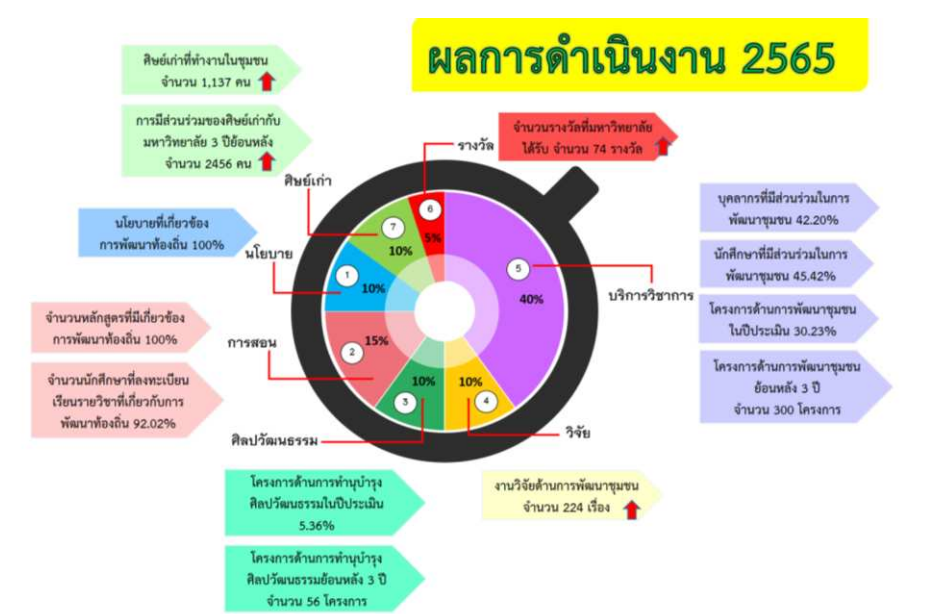 ผลการดำเนินงาน 2565
ศิษย์เก่าที่ทำงานในชุมชน
จำนวน 1,137 คน
การมีส่วนร่วมของศิษย์เก่ากับ
มหาวิทยาลัย 3 ปีย้อนหลัง
จำนวน 2456 คน
ศิษย์เก่า
รางวัล
จำนวนรางวัลที่มหาวิทยาลัย
ได้รับ จำนวน 74 รางวัล
นโยบายที่เกี่ยวข้อง
การพัฒนาท้องถิ่น 100%
นโยบาย
จำนวนหลักสูตรที่มีเกี่ยวข้อง
การพัฒนาท้องถิ่น 100%
การสอน
จำนวนนักศึกษาที่ลงทะเบียน
เรียนรายวิชาที่เกี่ยวกับการ
พัฒนาท้องถิ่น 92.02%
7
10%
6
5%
1
10%
5
40%
2
15%
3
10%
4
10%
บริการวิชาการ
บุคลากรที่มีส่วนร่วมในการ
พัฒนาชุมชน 42.20%
นักศึกษาที่มีส่วนร่วมในการ
พัฒนาชุมชน 45.42%
โครงการด้านการพัฒนาชุมชน
ในปีประเมิน 30.23%
โครงการด้านการพัฒนาชุมชน
ย้อนหลัง 3 ปี
จำนวน 300 โครงการ
ศิลปวัฒนธรรม
วิจัย
โครงการด้านการทำนุบำรุง
ศิลปวัฒนธรรมในปีประเมิน
5.36%
โครงการด้านการทำนุบำรุง
ศิลปวัฒนธรรมย้อนหลัง 3 ปี
จำนวน 56 โครงการ
งานวิจัยด้านการพัฒนาชุมชน
จำนวน 224 เรื่อง